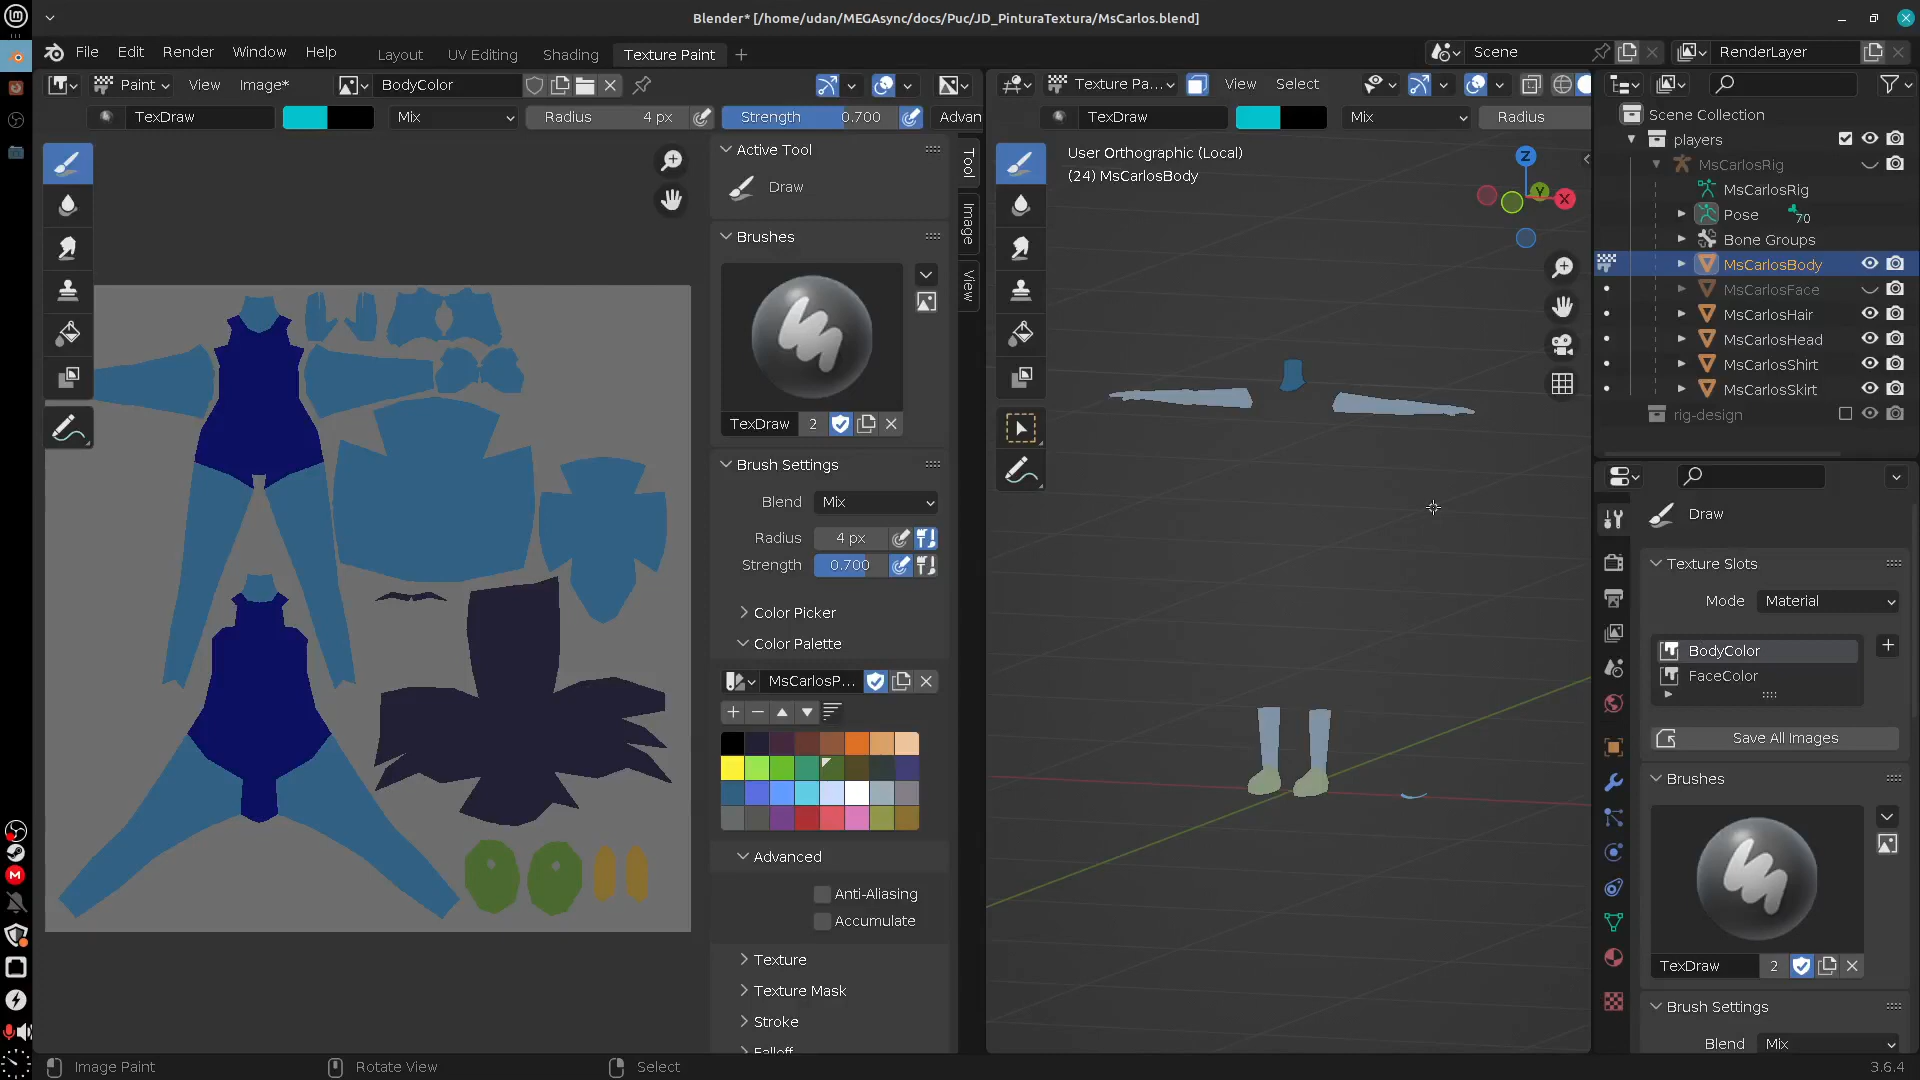 Blender* [/home/udan/MEGAsync/docs/Puc/JD_PinturaTextura/MsCarlos.blend]
File Edit Render Window Help Layout UV Editing Shading Texture Paint Scene RenderLayer
Paint View Image* BodyColor
TexDraw Mix Radius 4 px Strength 0.700 Advan
Active Tool
Draw
Brushes
TexDraw 2
Brush Settings
Blend Mix
Radius 4 px
Strength 0.700
Color Picker
Color Palette
MsCarlosP...
Advanced
Anti-Aliasing
Accumulate
Texture
Texture Mask
Stroke
Falloff
Tool
Image
View
Texture Pa... View Select
TexDraw Mix Radius
User Orthographic (Local)
(24) MsCarlosBody
Z
Y
X
Scene Collection
players
MsCarlosRig
MsCarlosRig
Pose 70
Bone Groups
MsCarlosBody
MsCarlosFace
MsCarlosHair
MsCarlosHead
MsCarlosShirt
MsCarlosSkirt
rig-design
Draw
Texture Slots
Mode Material
BodyColor
FaceColor
Save All Images
Brushes
TexDraw 2
Brush Settings
Blend Mix
Image Paint Rotate View Select 3.6.4